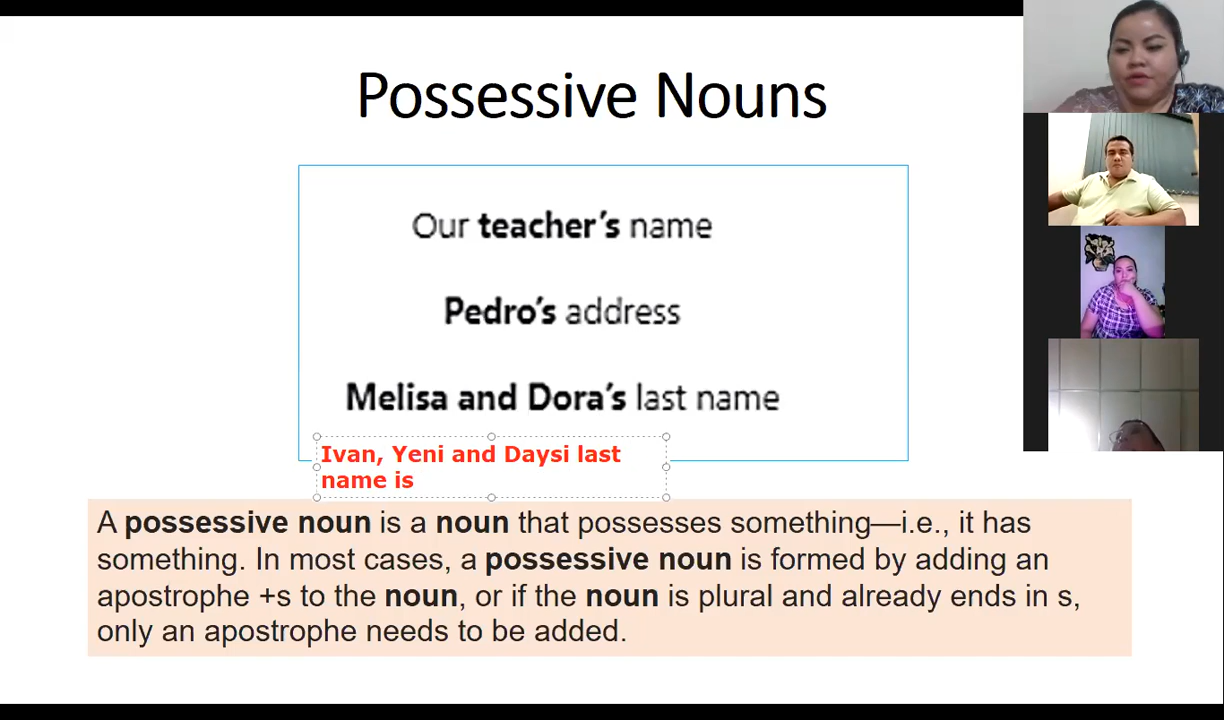 Possessive Nouns
Our teacher's name
Pedro's address
Melisa and Dora's last name
Ivan, Yeni and Daysi last
name is
A possessive noun is a noun that possesses something—i.e., it has
something. In most cases, a possessive noun is formed by adding an
apostrophe +s to the noun, or if the noun is plural and already ends in s,
only an apostrophe needs to be added.